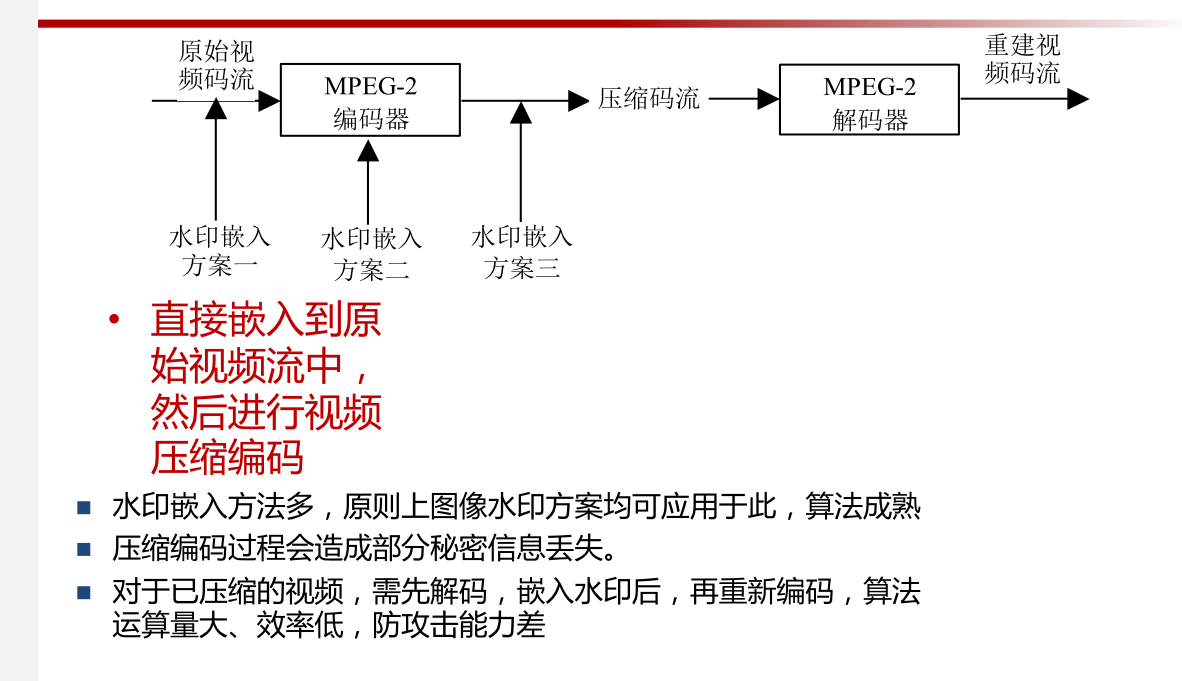 原始视
频码流
MPEG-2
编码器
压缩码流
MPEG-2
解码器
重建视
频码流
水印嵌入
方案一
水印嵌入
方案二
水印嵌入
方案三
• 直接嵌入到原
始视频流中，
然后进行视频
压缩编码
■ 水印嵌入方法多，原则上图像水印方案均可应用于此，算法成熟
■ 压缩编码过程会造成部分秘密信息丢失。
■ 对于已压缩的视频，需先解码，嵌入水印后，再重新编码，算法
运算量大、效率低，防攻击能力差